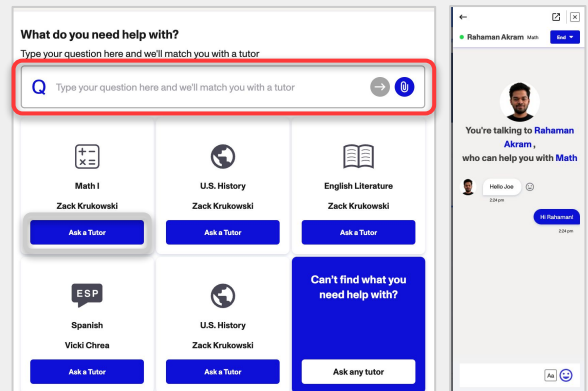 What do you need help with?
Type your question here and we'll match you with a tutor
Q Type your question here and we'll match you with a tutor
Math I
Zack Krukowski
Ask a Tutor
U.S. History
Zack Krukowski
Ask a Tutor
English Literature
Zack Krukowski
Ask a Tutor
ESP
Spanish
Vicki Chrea
Ask a Tutor
U.S. History
Zack Krukowski
Ask a Tutor
Can't find what you
need help with?
Ask any tutor
Rahaman Akram Math End
You're talking to Rahaman
Akram ,
who can help you with Math
Hello Joe
2:24 pm
Hi Rahaman!
2:24 pm
Aa